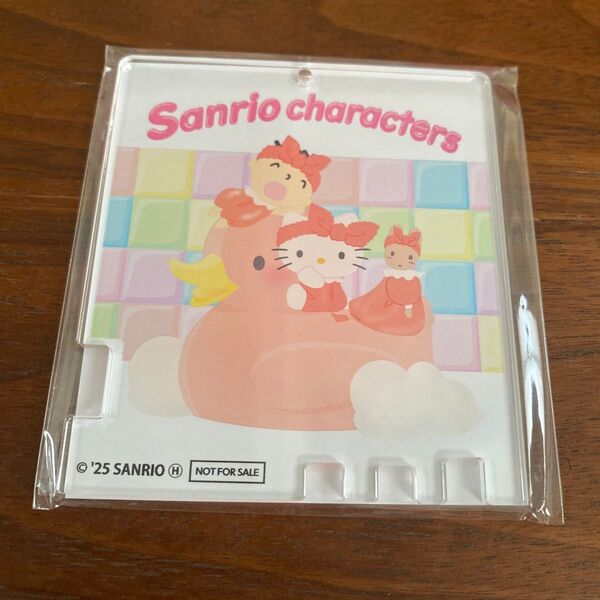 Sanrio characters
© '25 SANRIO Ⓗ NOT FOR SALE